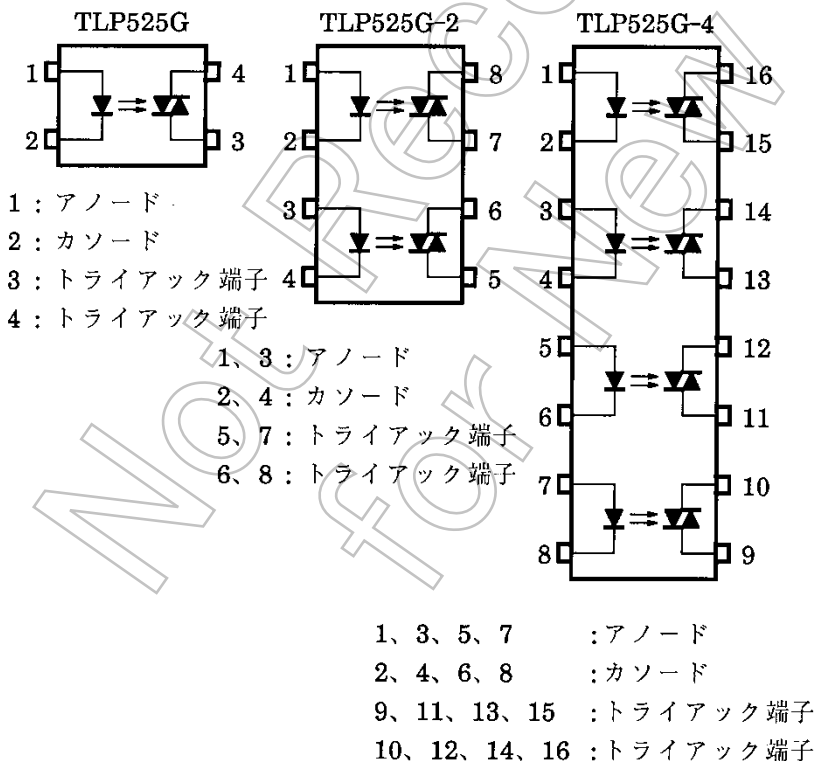 TLP525G
TLP525G-2
TLP525G-4
1
2
4
3
1
2
3
4
8
7
6
5
1
2
3
4
5
6
7
8
16
15
14
13
12
11
10
9
1 : アノード
2 : カソード
3 : トライアック端子
4 : トライアック端子
1、3 : アノード
2、4 : カソード
5、7 : トライアック端子
6、8 : トライアック端子
1、3、5、7 :アノード
2、4、6、8 :カソード
9、11、13、15 :トライアック端子
10、12、14、16 :トライアック端子
Not Reco
for New